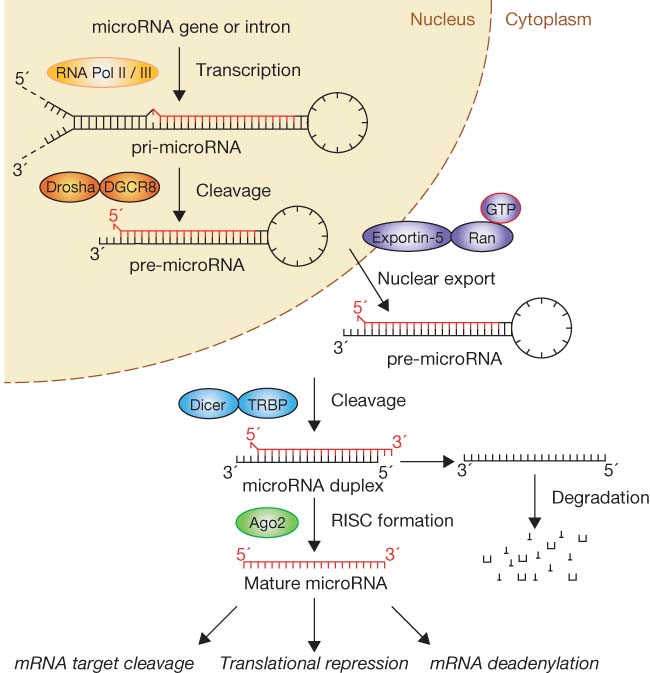 Nucleus
Cytoplasm
microRNA gene or intron
RNA Pol II / III
Transcription
5´
3´
pri-microRNA
Drosha
DGCR8
Cleavage
5´
3´
pre-microRNA
GTP
Exportin-5
Ran
Nuclear export
5´
3´
pre-microRNA
Dicer
TRBP
Cleavage
5´
3´
3´
5´
microRNA duplex
3´
5´
Degradation
Ago2
RISC formation
5´
3´
Mature microRNA
mRNA target cleavage
Translational repression
mRNA deadenylation